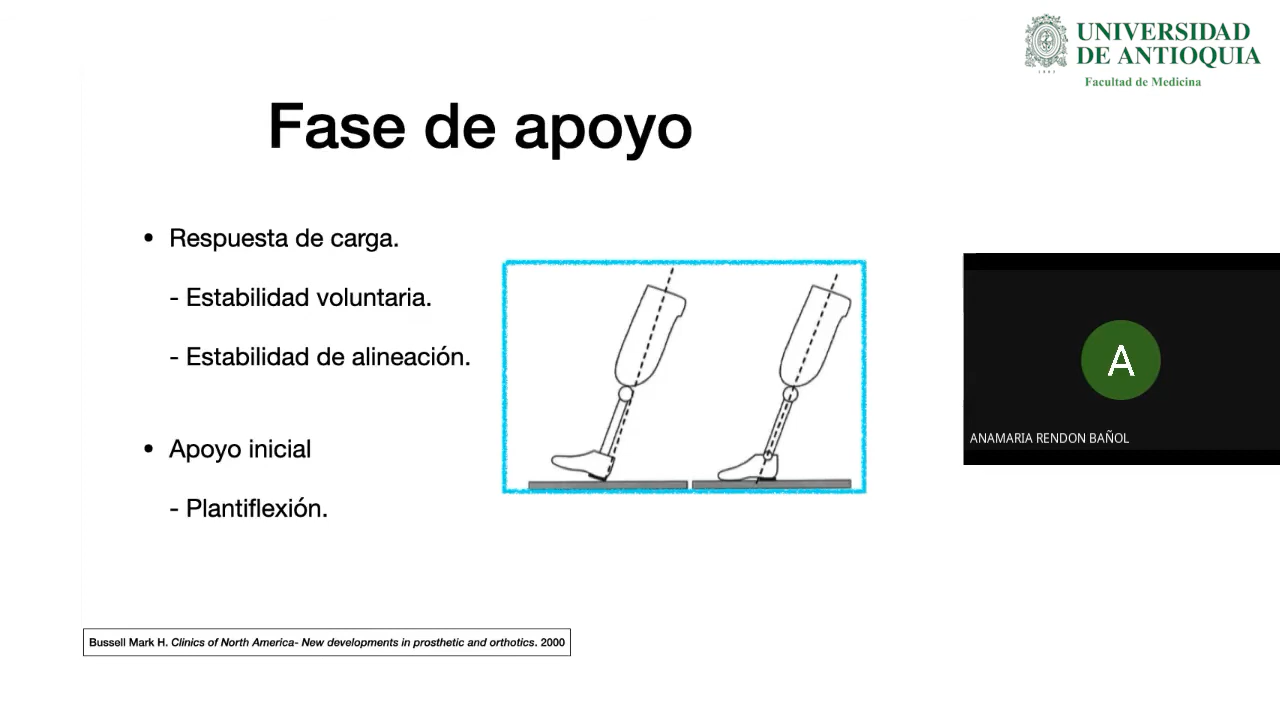 UNIVERSIDAD
DE ANTIOQUIA
1803
Facultad de Medicina
Fase de apoyo
• Respuesta de carga.
- Estabilidad voluntaria.
- Estabilidad de alineación.
• Apoyo inicial
- Plantiflexión.
A
ANAMARIA RENDON BAÑOL
Bussell Mark H. Clinics of North America- New developments in prosthetic and orthotics. 2000